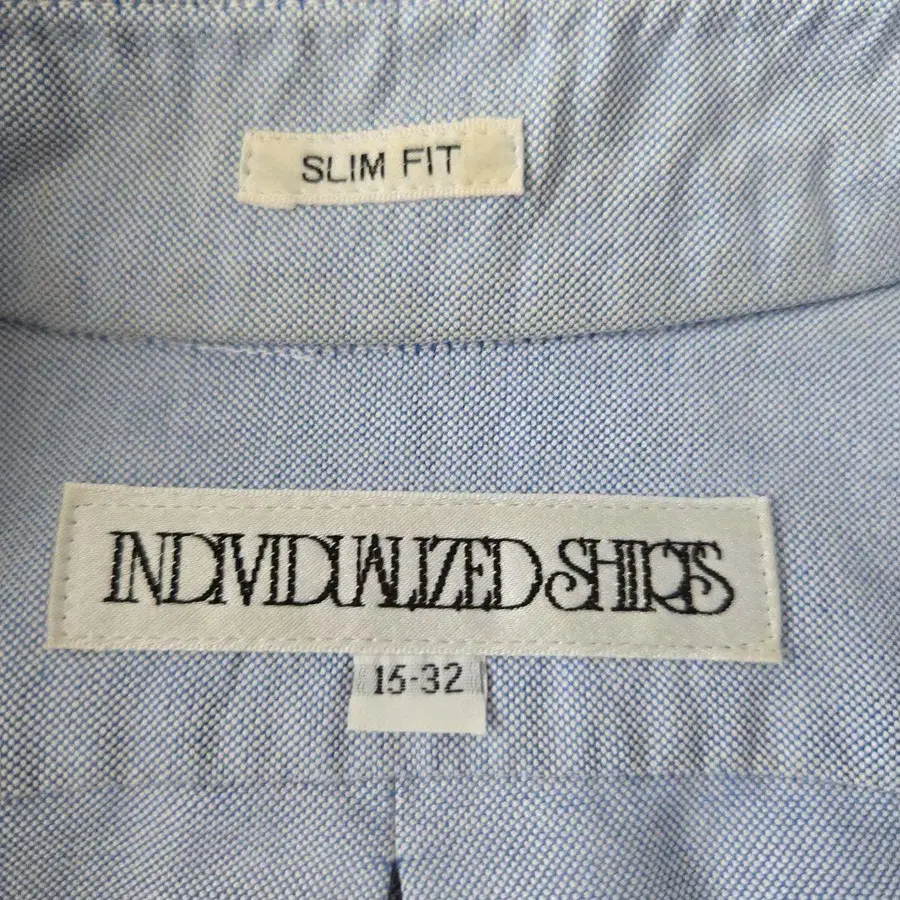 SLIM FIT
INDIVIDUALIZED SHIRTS
15-32